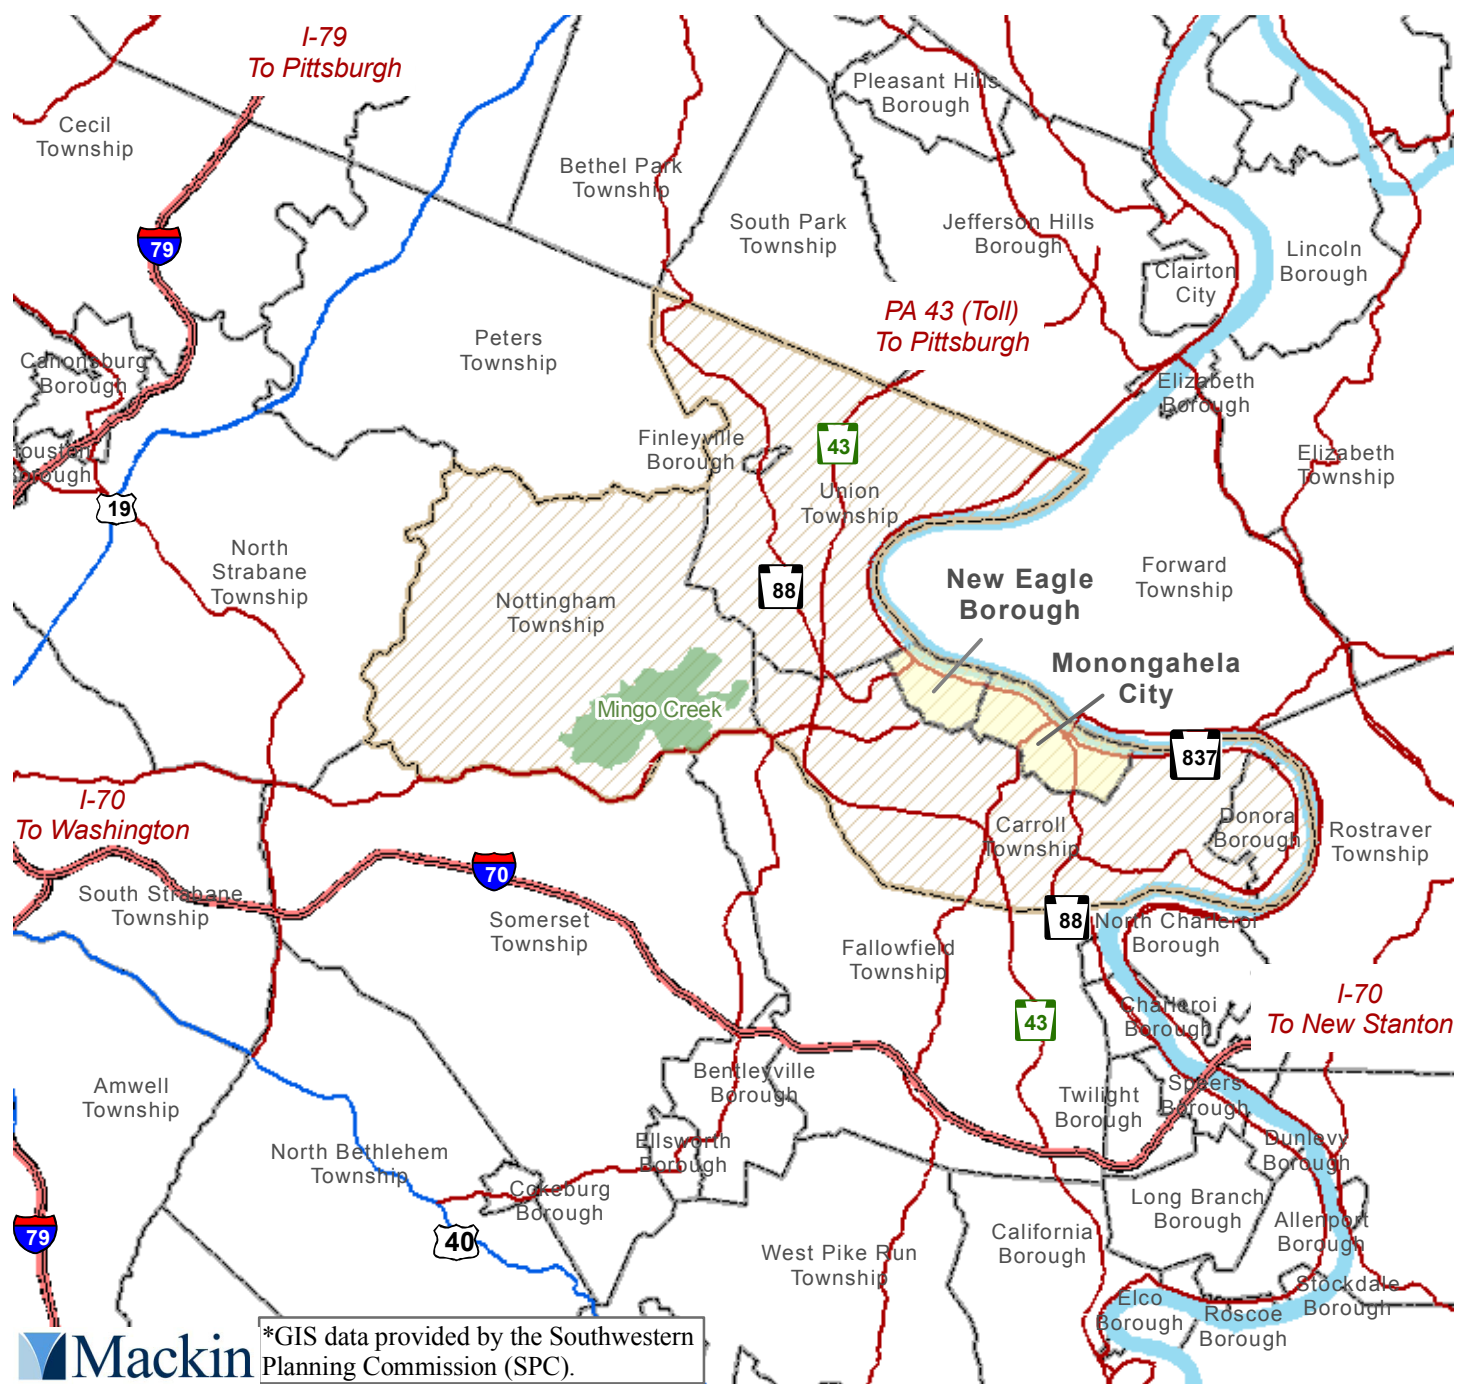 I-79
To Pittsburgh
Pleasant Hills
Borough
Cecil
Township
Bethel Park
Township
South Park
Township
Jefferson Hills
Borough
Lincoln
Borough
79
Clairton
City
PA 43 (Toll)
To Pittsburgh
Peters
Township
Canonsburg
Borough
Elizabeth
Borough
Finleyville
Borough
43
Houston
Borough
Elizabeth
Township
Union
Township
19
North
Strabane
Township
New Eagle
Borough
Forward
Township
88
Nottingham
Township
Monongahela
City
Mingo Creek
837
I-70
To Washington
Carroll
Township
Donora
Borough
Rostraver
Township
70
South Strabane
Township
Somerset
Township
88
North Charleroi
Borough
Fallowfield
Township
I-70
To New Stanton
Charleroi
Borough
43
Bentleyville
Borough
Amwell
Township
Twilight
Borough
Speers
Borough
Ellsworth
Borough
Dunlevy
Borough
North Bethlehem
Township
Cokeburg
Borough
Long Branch
Borough
Allenport
Borough
79
40
West Pike Run
Township
California
Borough
Stockdale
Borough
Elco
Borough
Roscoe
Borough
Mackin
*GIS data provided by the Southwestern
Planning Commission (SPC).